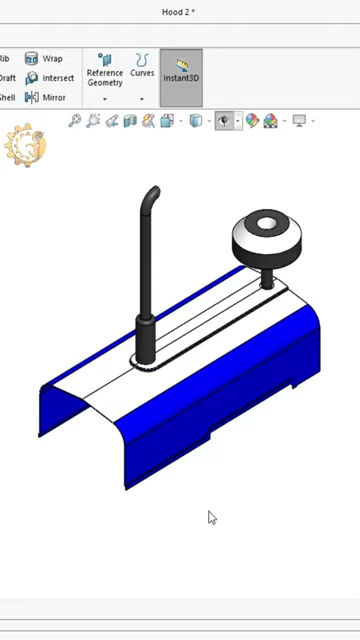 Hood 2 *
Rib
Wrap
Draft
Intersect
Shell
Mirror
Reference
Geometry
Curves
Instant3D